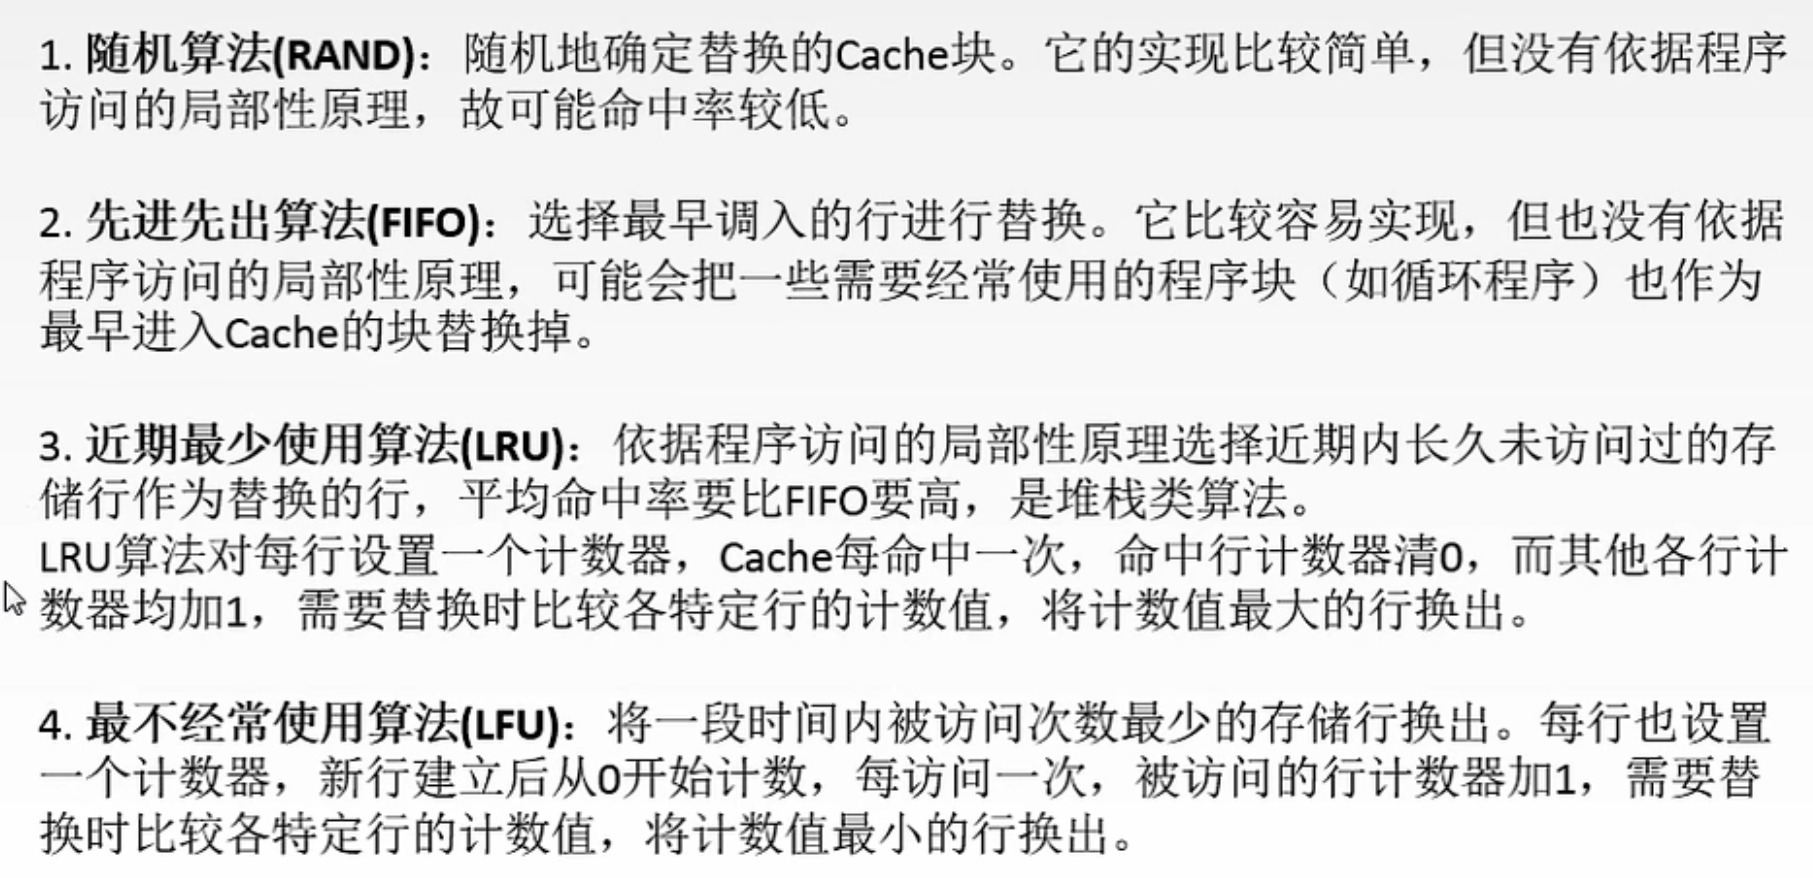 1. 随机算法(RAND)：随机地确定替换的Cache块。它的实现比较简单，但没有依据程序
访问的局部性原理，故可能命中率较低。
2. 先进先出算法(FIFO)：选择最早调入的行进行替换。它比较容易实现，但也没有依据
程序访问的局部性原理，可能会把一些需要经常使用的程序块（如循环程序）也作为
最早进入Cache的块替换掉。
3. 近期最少使用算法(LRU)：依据程序访问的局部性原理选择近期内长久未访问过的存
储行作为替换的行，平均命中率要比FIFO要高，是堆栈类算法。
LRU算法对每行设置一个计数器，Cache每命中一次，命中行计数器清0，而其他各行计
数器均加1，需要替换时比较各特定行的计数值，将计数值最大的行换出。
4. 最不经常使用算法(LFU)：将一段时间内被访问次数最少的存储行换出。每行也设置
一个计数器，新行建立后从0开始计数，每访问一次，被访问的行计数器加1，需要替
换时比较各特定行的计数值，将计数值最小的行换出。